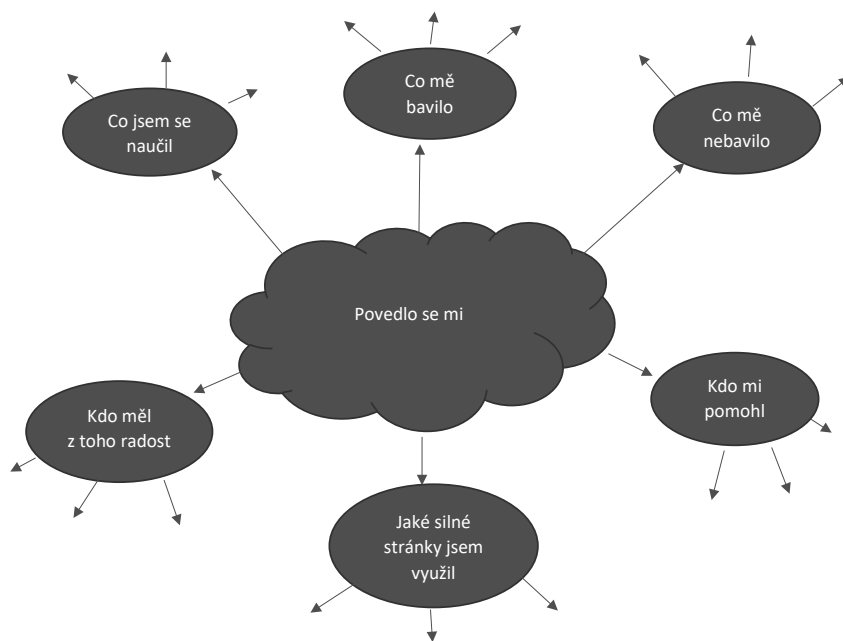 Co mě
bavilo
Co jsem se
naučil
Co mě
nebavilo
Povedlo se mi
Kdo měl
z toho radost
Kdo mi
pomohl
Jaké silné
stránky jsem
využil